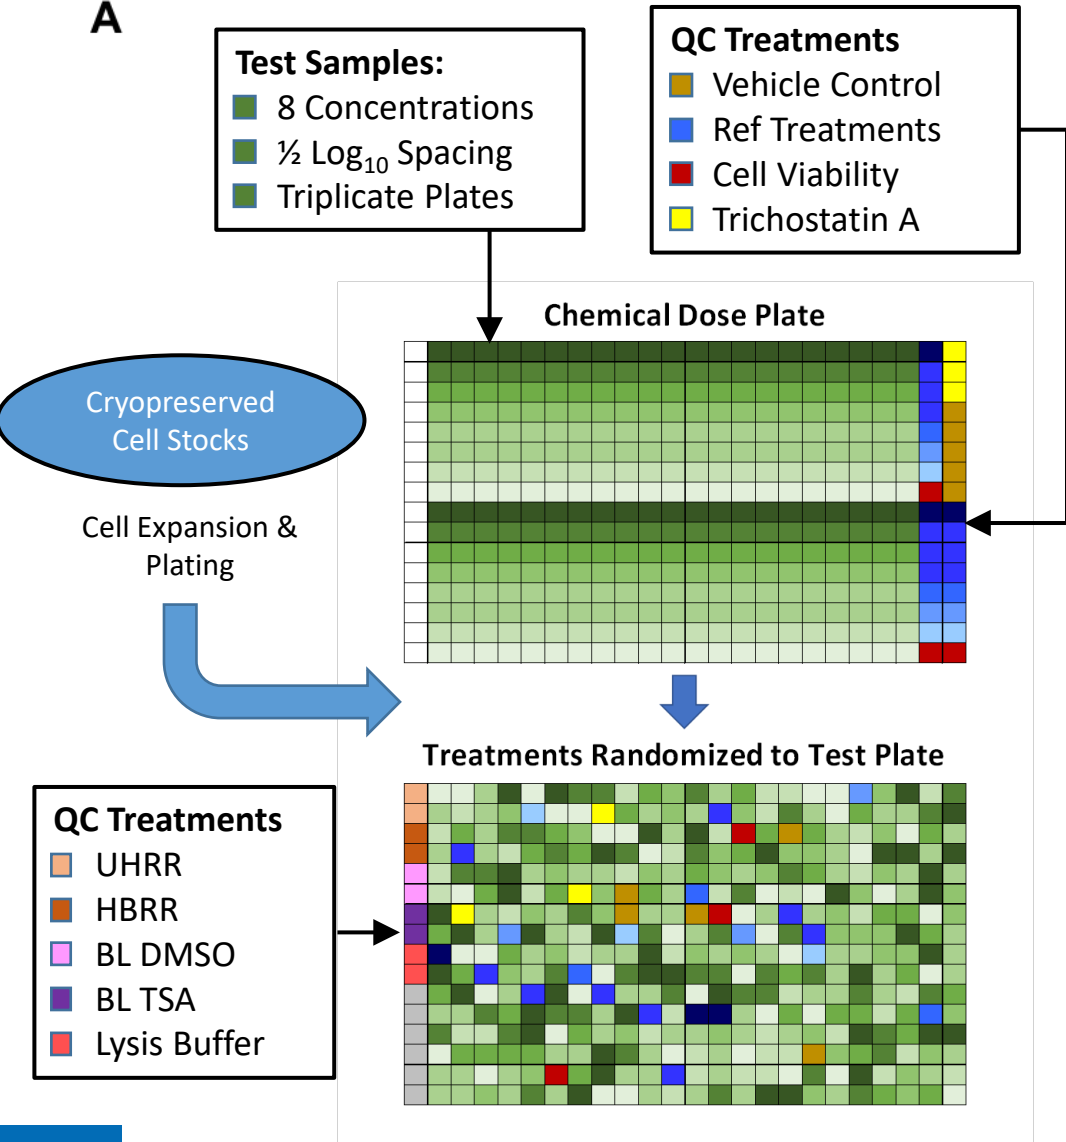 A
Test Samples:
8 Concentrations
½ Log10 Spacing
Triplicate Plates
QC Treatments
Vehicle Control
Ref Treatments
Cell Viability
Trichostatin A
Chemical Dose Plate
Cryopreserved
Cell Stocks
Cell Expansion &
Plating
Treatments Randomized to Test Plate
QC Treatments
UHRR
HBRR
BL DMSO
BL TSA
Lysis Buffer